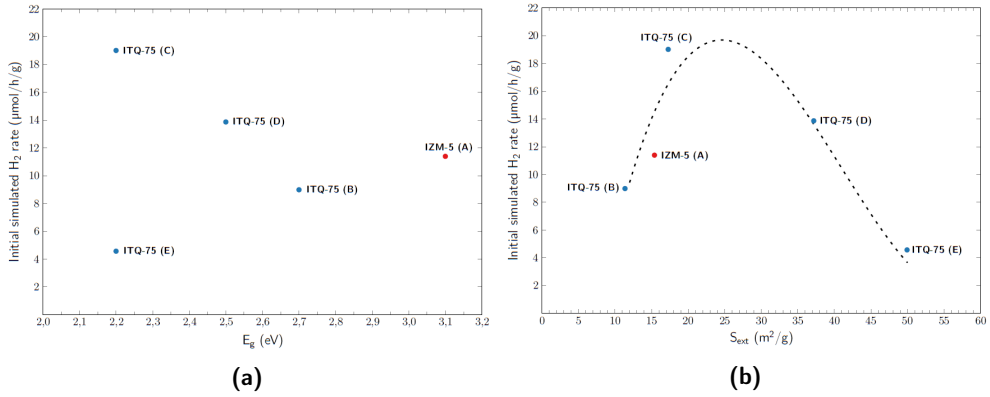 22
20
18
16
14
12
10
8
6
4
2
Initial simulated H₂ rate (µmol/h/g)
ITQ-75 (C)
ITQ-75 (D)
IZM-5 (A)
ITQ-75 (B)
ITQ-75 (E)
2,0 2,1 2,2 2,3 2,4 2,5 2,6 2,7 2,8 2,9 3,0 3,1 3,2
E_g (eV)
(a)
22
20
18
16
14
12
10
8
6
4
2
Initial simulated H₂ rate (µmol/h/g)
ITQ-75 (C)
ITQ-75 (D)
IZM-5 (A)
ITQ-75 (B)
ITQ-75 (E)
0 5 10 15 20 25 30 35 40 45 50 55 60
S_ext (m²/g)
(b)